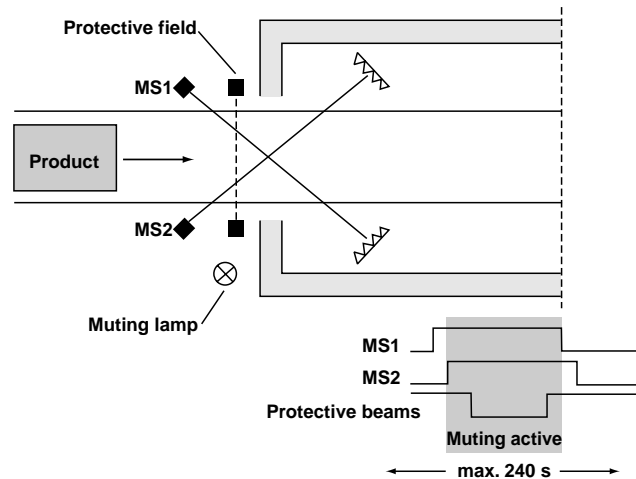 Protective field
MS1
Product
MS2
Muting lamp
MS1
MS2
Protective beams
Muting active
max. 240 s